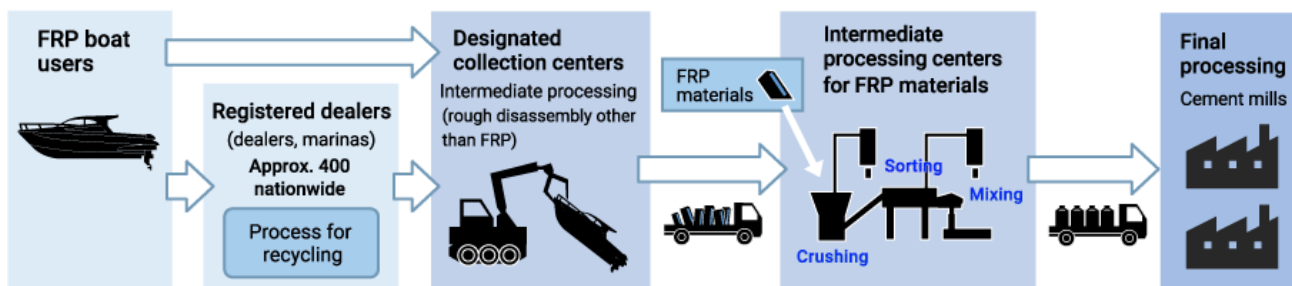 FRP boat
users
Registered dealers
(dealers, marinas)
Approx. 400
nationwide
Process for
recycling
Designated
collection centers
Intermediate processing
(rough disassembly other
than FRP)
FRP
materials
Intermediate
processing centers
for FRP materials
Sorting
Mixing
Crushing
Final
processing
Cement mills